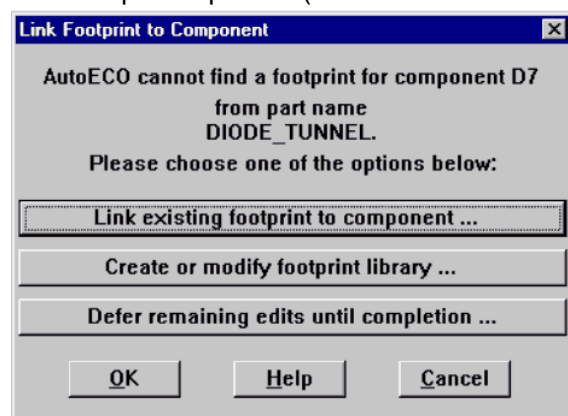 Link Footprint to Component
AutoECO cannot find a footprint for component D7
from part name
DIODE_TUNNEL.
Please choose one of the options below:
Link existing footprint to component ...
Create or modify footprint library ...
Defer remaining edits until completion ...
OK Help Cancel